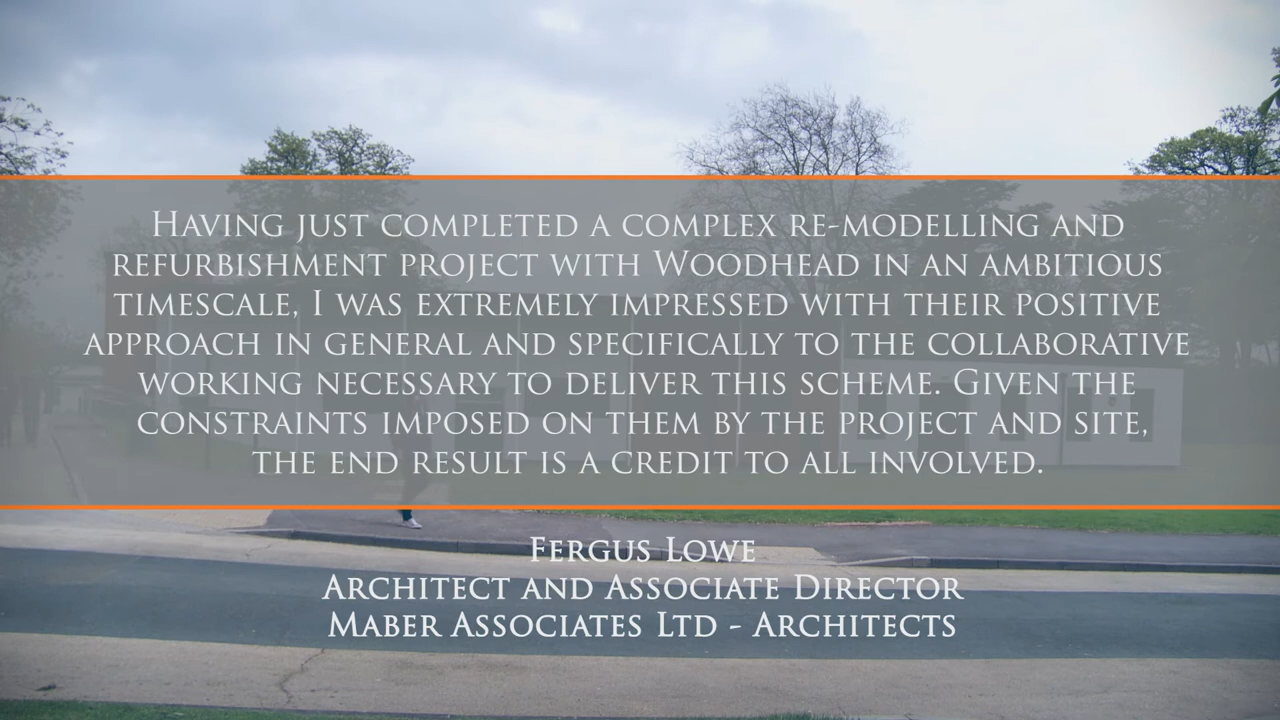 Having just completed a complex re-modelling and
refurbishment project with Woodhead in an ambitious
timescale, I was extremely impressed with their positive
approach in general and specifically to the collaborative
working necessary to deliver this scheme. Given the
constraints imposed on them by the project and site,
the end result is a credit to all involved.
Fergus Lowe
Architect and Associate Director
Maber Associates Ltd - Architects